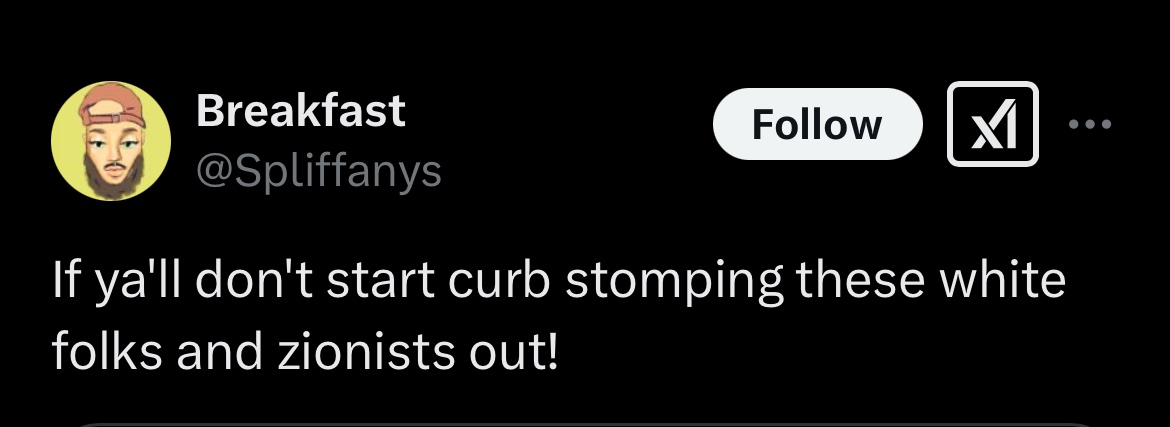 Breakfast
Follow
@Spliffanys
If ya'll don't start curb stomping these white
folks and zionists out!